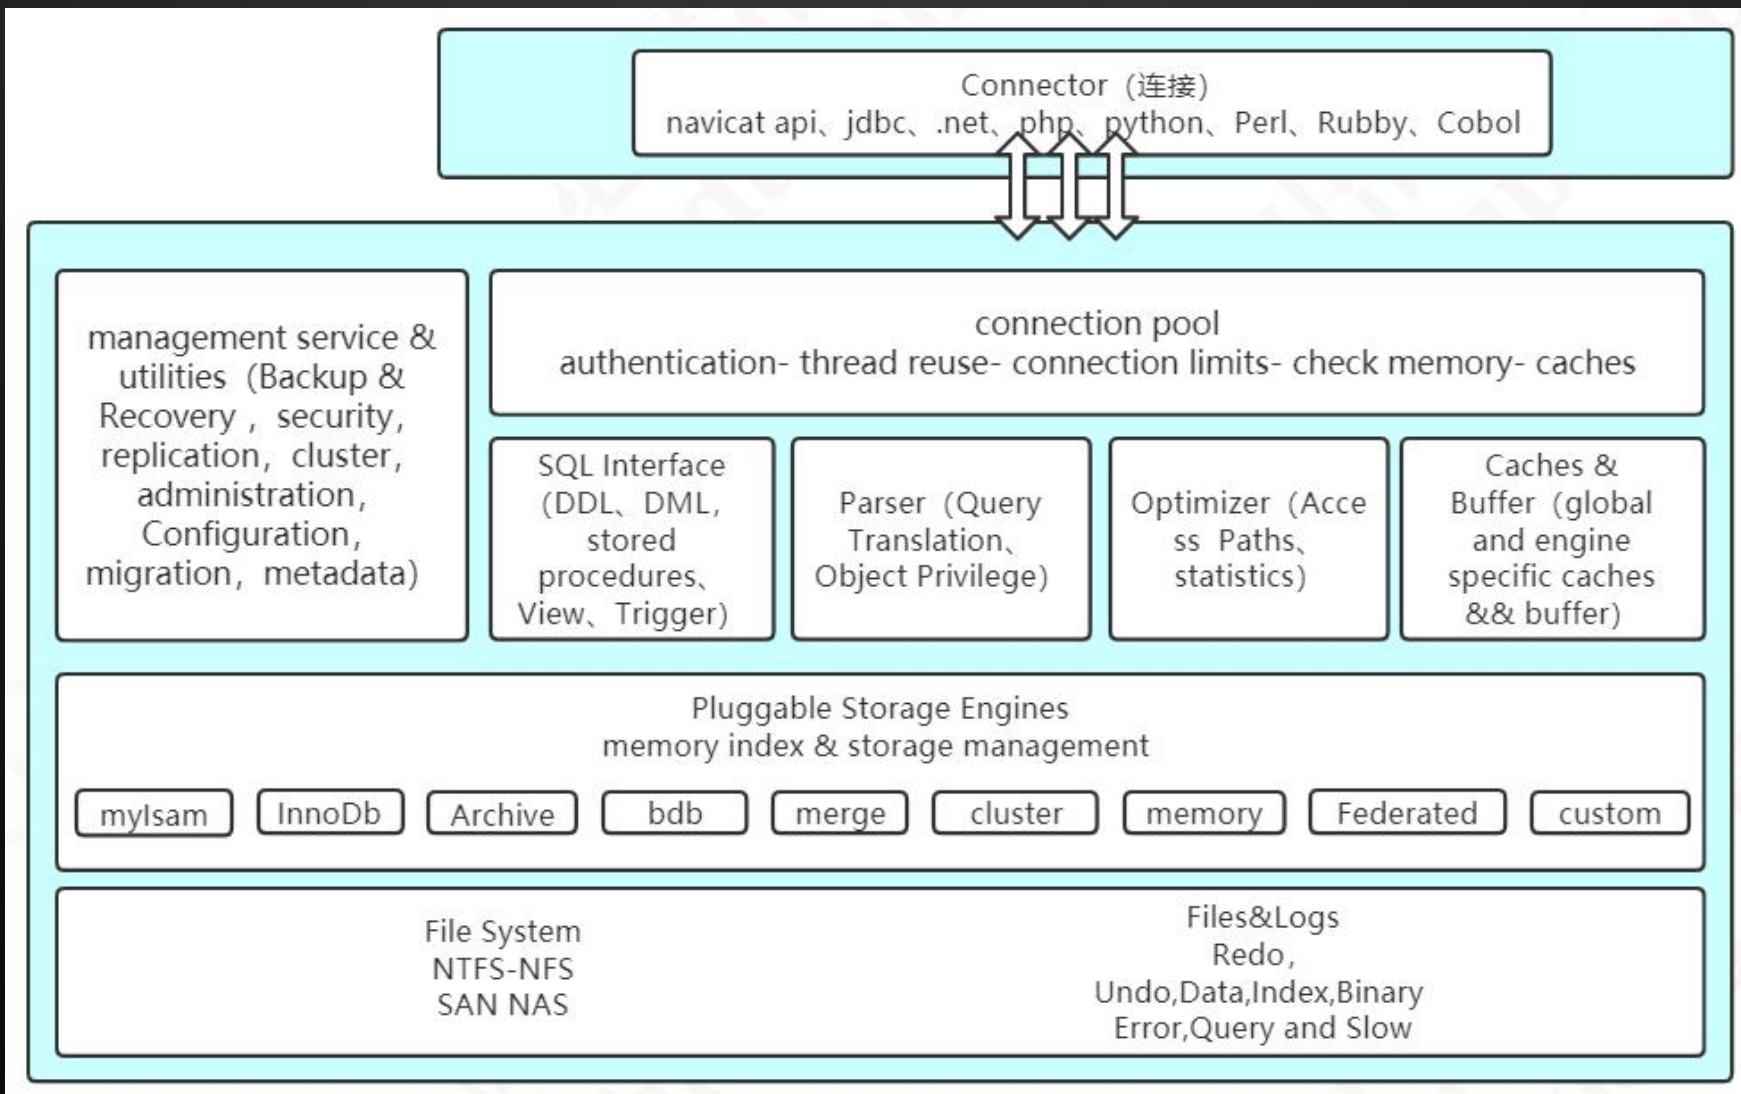 Connector（连接）
navicat api、jdbc、.net、php、python、Perl、Rubby、Cobol
management service &
utilities（Backup &
Recovery ，security，
replication，cluster，
administration，
Configuration，
migration，metadata）
connection pool
authentication- thread reuse- connection limits- check memory- caches
SQL Interface
（DDL、DML，
stored
procedures、
View、Trigger）
Parser（Query
Translation、
Object Privilege）
Optimizer（Acce
ss Paths、
statistics）
Caches &
Buffer（global
and engine
specific caches
&& buffer）
Pluggable Storage Engines
memory index & storage management
myIsam
InnoDb
Archive
bdb
merge
cluster
memory
Federated
custom
File System
NTFS-NFS
SAN NAS
Files&Logs
Redo，
Undo,Data,Index,Binary
Error,Query and Slow